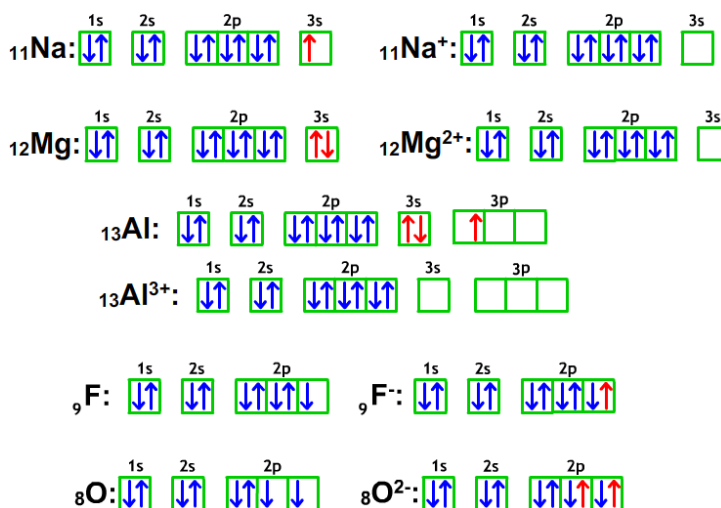 1s 2s 2p 3s 1s 2s 2p 3s
₁₁Na: ₁₁Na⁺:
1s 2s 2p 3s 1s 2s 2p 3s
₁₂Mg: ₁₂Mg²⁺:
1s 2s 2p 3s 3p
₁₃Al:
1s 2s 2p 3s 3p
₁₃Al³⁺:
1s 2s 2p 1s 2s 2p
₉F: ₉F⁻:
1s 2s 2p 1s 2s 2p
₈O: ₈O²⁻: